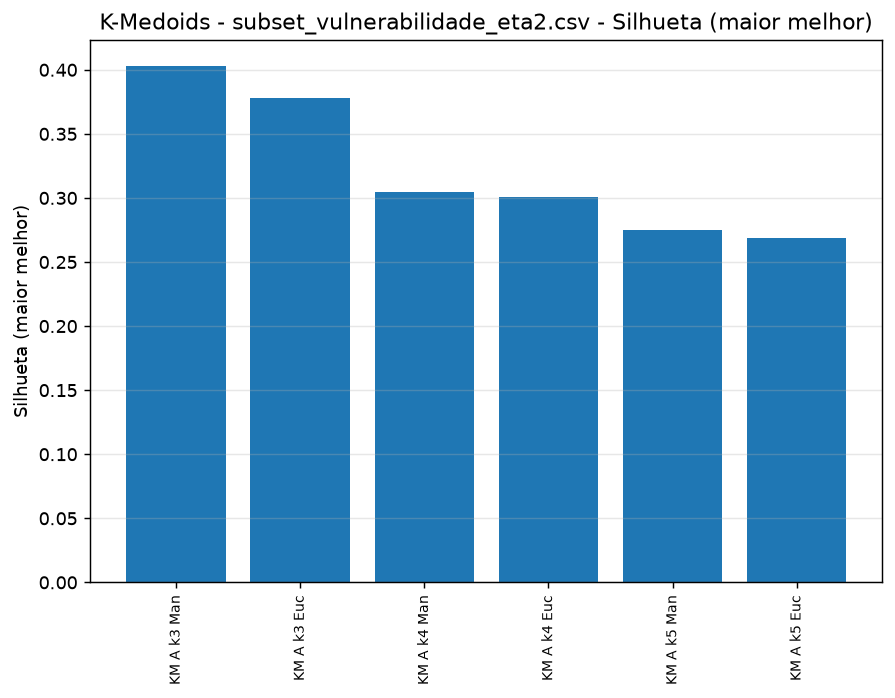 K-Medoids - subset_vulnerabilidade_eta2.csv - Silhueta (maior melhor)
Silhueta (maior melhor)
0.40
0.35
0.30
0.25
0.20
0.15
0.10
0.05
0.00
KM A k3 Man
KM A k3 Euc
KM A k4 Man
KM A k4 Euc
KM A k5 Man
KM A k5 Euc